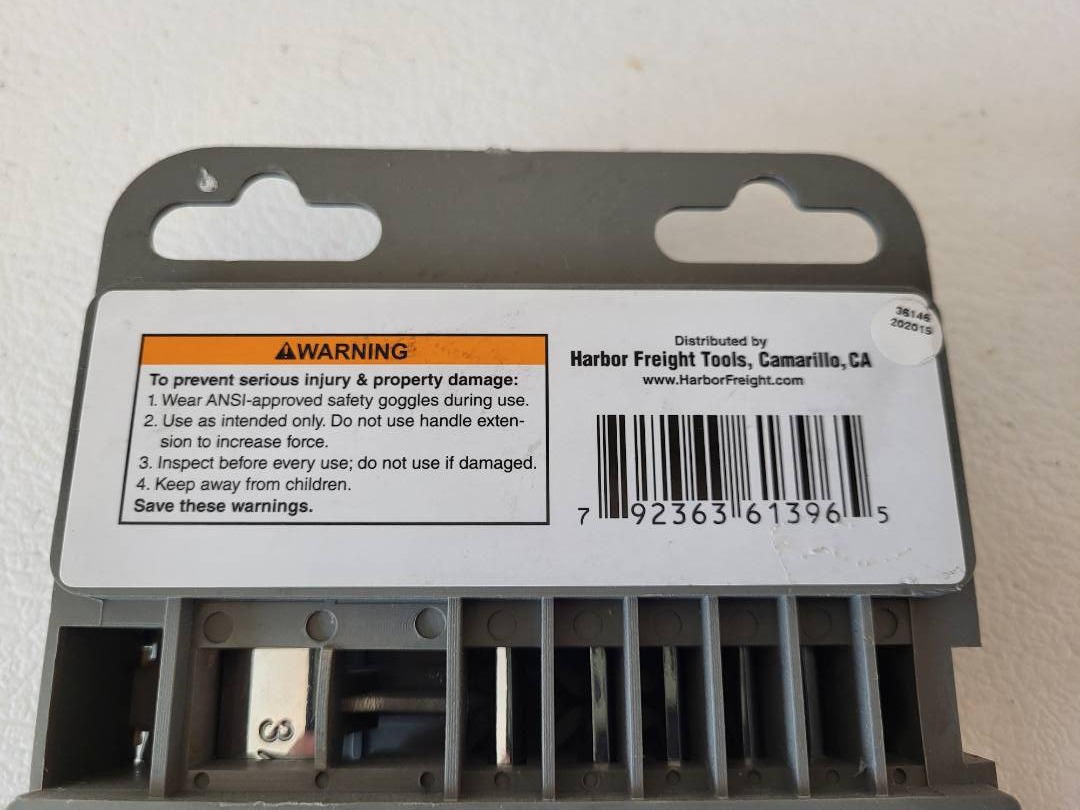 ⚠WARNING
To prevent serious injury & property damage:
1. Wear ANSI-approved safety goggles during use.
2. Use as intended only. Do not use handle exten-
sion to increase force.
3. Inspect before every use; do not use if damaged.
4. Keep away from children.
Save these warnings.
36146
202015
Distributed by
Harbor Freight Tools, Camarillo, CA
www.HarborFreight.com
7 92363 61396 5